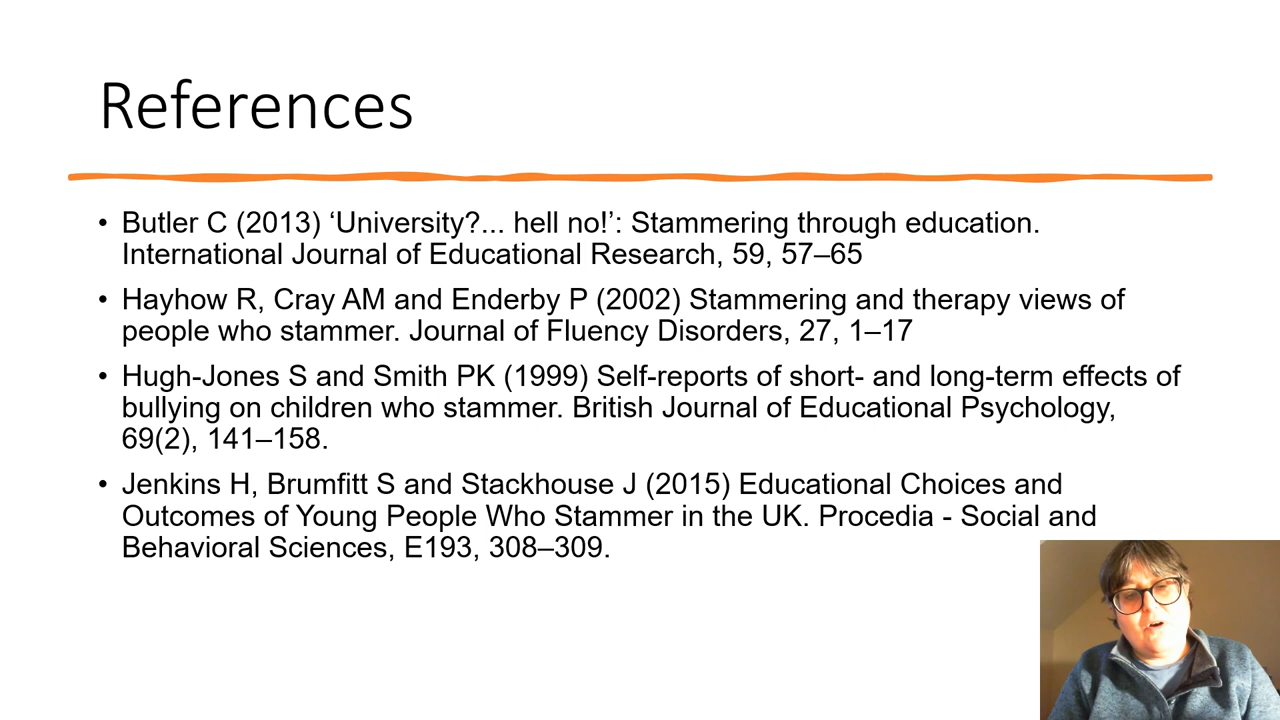 References
• Butler C (2013) ‘University?... hell no!’: Stammering through education.
International Journal of Educational Research, 59, 57–65
• Hayhow R, Cray AM and Enderby P (2002) Stammering and therapy views of
people who stammer. Journal of Fluency Disorders, 27, 1–17
• Hugh-Jones S and Smith PK (1999) Self-reports of short- and long-term effects of
bullying on children who stammer. British Journal of Educational Psychology,
69(2), 141–158.
• Jenkins H, Brumfitt S and Stackhouse J (2015) Educational Choices and
Outcomes of Young People Who Stammer in the UK. Procedia - Social and
Behavioral Sciences, E193, 308–309.